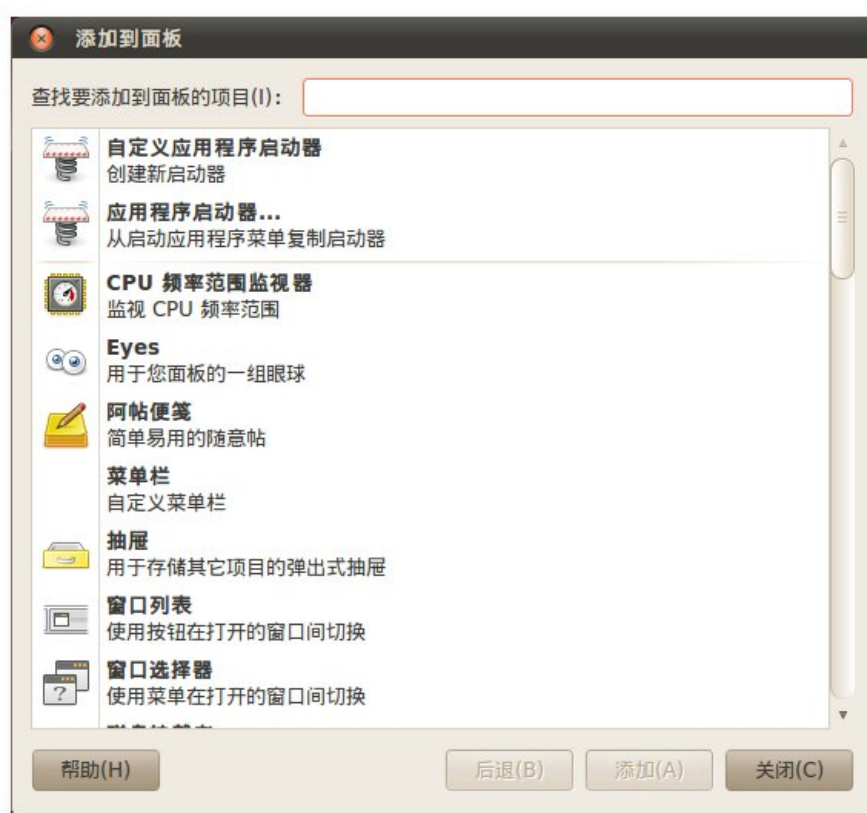 添加到面板
查找要添加到面板的项目(I):
自定义应用程序启动器
创建新启动器
应用程序启动器...
从启动应用程序菜单复制启动器
CPU 频率范围监视器
监视 CPU 频率范围
Eyes
用于您面板的一组眼球
阿帖便笺
简单易用的随意帖
菜单栏
自定义菜单栏
抽屉
用于存储其它项目的弹出式抽屉
窗口列表
使用按钮在打开的窗口间切换
窗口选择器
使用菜单在打开的窗口间切换
帮助(H)
后退(B)
添加(A)
关闭(C)